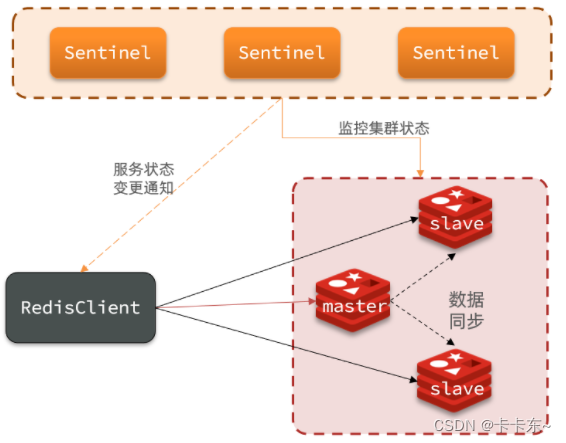 Sentinel
Sentinel
Sentinel
监控集群状态
服务状态
变更通知
slave
RedisClient
master
数据
同步
slave
CSDN @卡卡东~